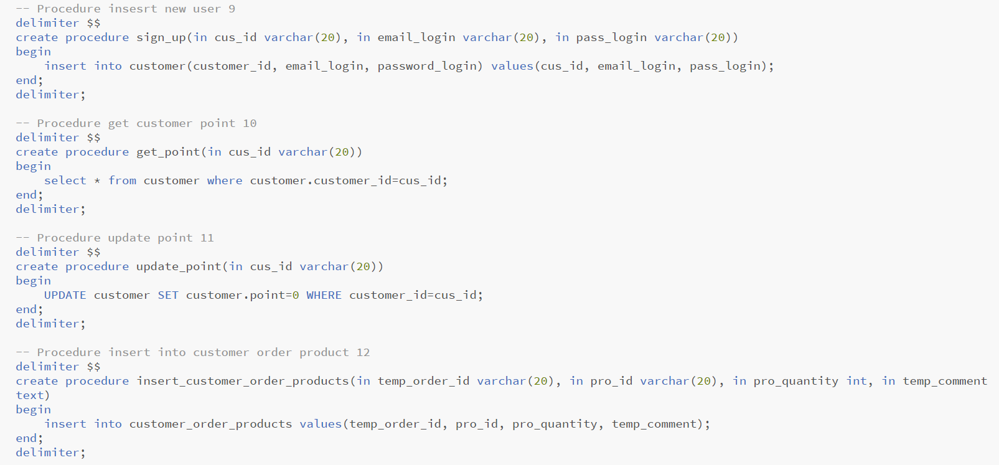 -- Procedure insesrt new user 9
delimiter $$
create procedure sign_up(in cus_id varchar(20), in email_login varchar(20), in pass_login varchar(20))
begin
    insert into customer(customer_id, email_login, password_login) values(cus_id, email_login, pass_login);
end;
delimiter;

-- Procedure get customer point 10
delimiter $$
create procedure get_point(in cus_id varchar(20))
begin
    select * from customer where customer.customer_id=cus_id;
end;
delimiter;

-- Procedure update point 11
delimiter $$
create procedure update_point(in cus_id varchar(20))
begin
    UPDATE customer SET customer.point=0 WHERE customer_id=cus_id;
end;
delimiter;

-- Procedure insert into customer order product 12
delimiter $$
create procedure insert_customer_order_products(in temp_order_id varchar(20), in pro_id varchar(20), in pro_quantity int, in temp_comment
text)
begin
    insert into customer_order_products values(temp_order_id, pro_id, pro_quantity, temp_comment);
end;
delimiter;